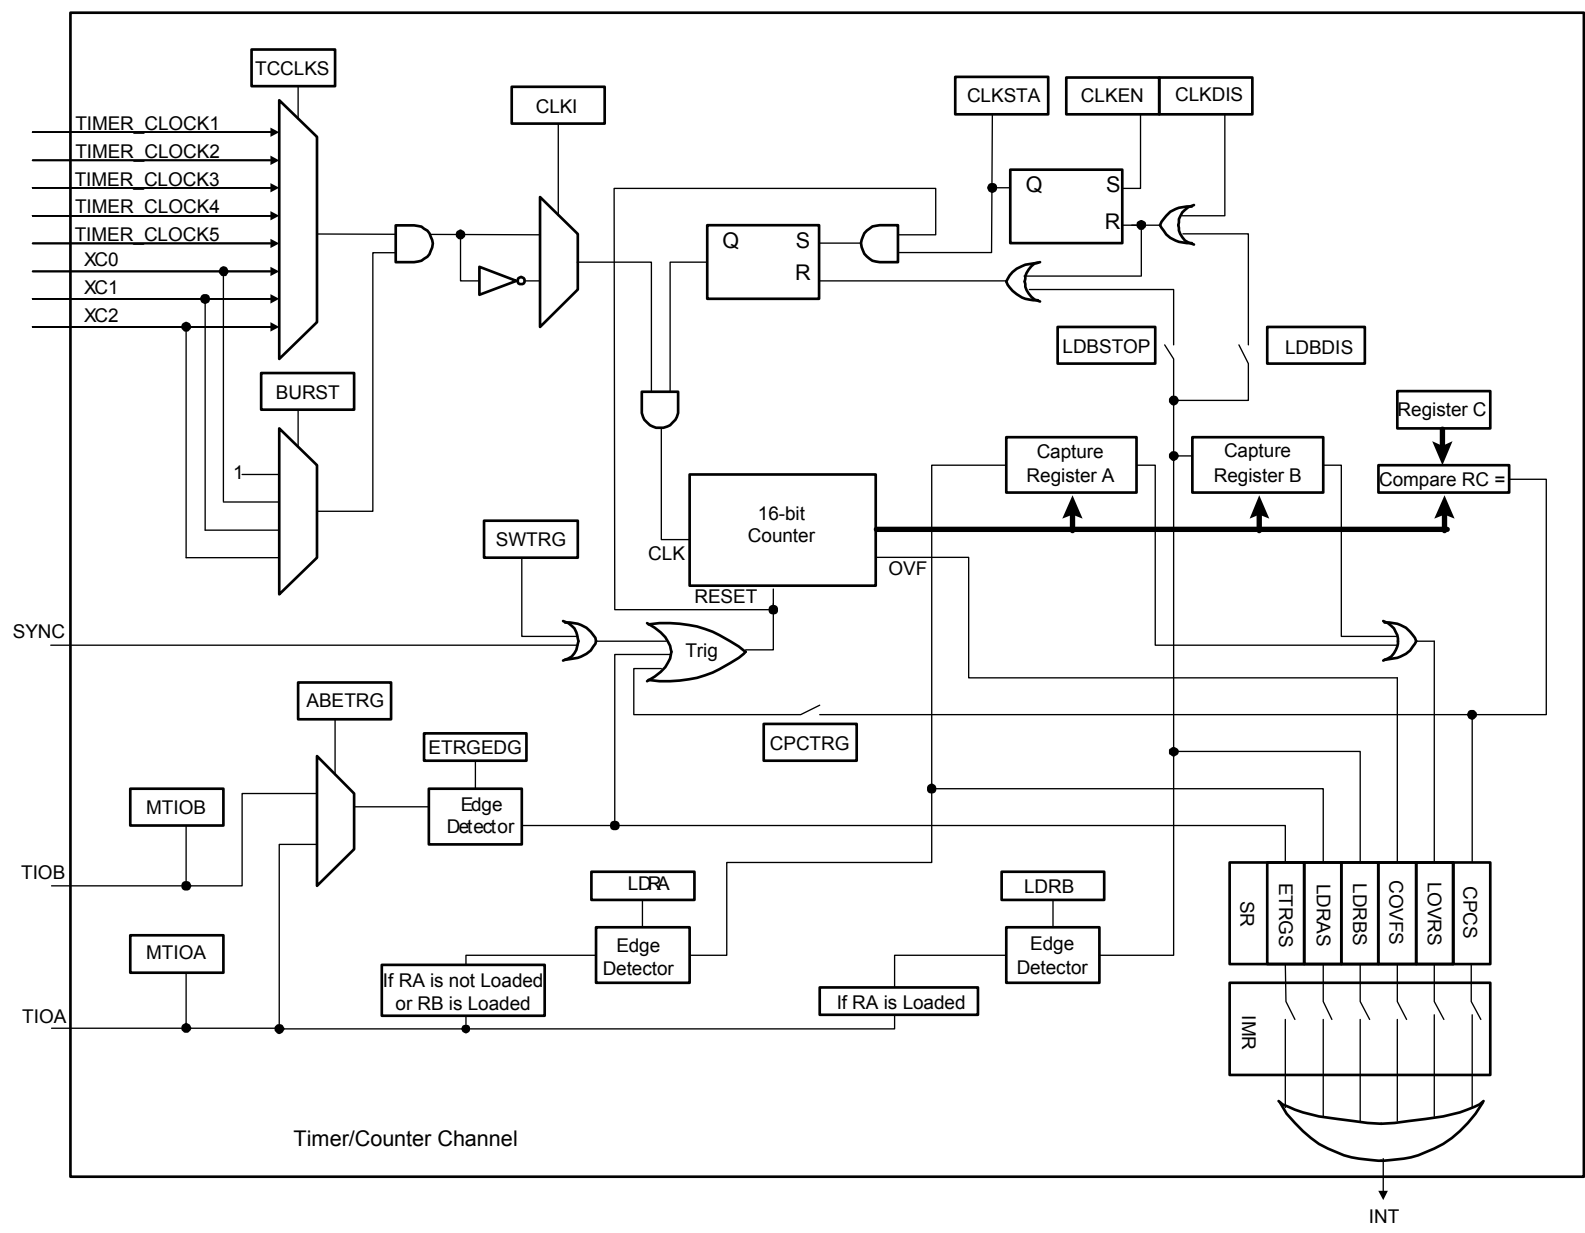 TCCLKS
CLKI
CLKSTA
CLKEN
CLKDIS
TIMER_CLOCK1
TIMER_CLOCK2
TIMER_CLOCK3
TIMER_CLOCK4
TIMER_CLOCK5
XC0
XC1
XC2
Q
S
R
Q
S
R
LDBSTOP
LDBDIS
BURST
1
Register C
Capture
Register A
Capture
Register B
Compare RC =
16-bit
Counter
SWTRG
CLK
OVF
RESET
SYNC
Trig
ABETRG
CPCTRG
ETRGEDG
MTIOB
Edge
Detector
TIOB
LDRA
LDRB
SR
ETRGS
LDRAS
LDRBS
COVFS
LOVRS
CPCS
MTIOA
Edge
Detector
Edge
Detector
If RA is not Loaded
or RB is Loaded
If RA is Loaded
TIOA
IMR
Timer/Counter Channel
INT